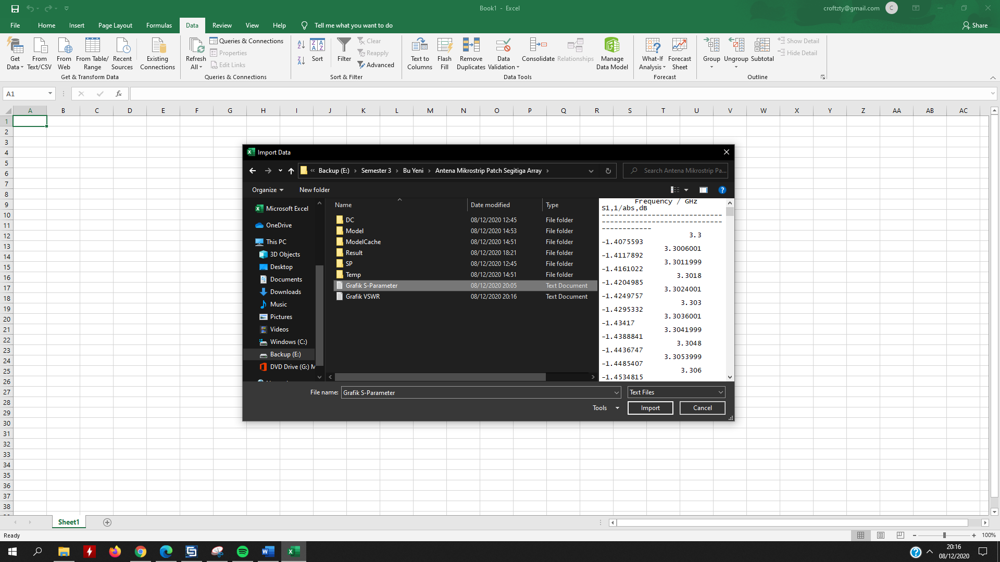 Book1 - Excel
croftzty@gmail.com
C
File Home Insert Page Layout Formulas Data Review View Help Tell me what you want to do
Share
Get Data
From Text/CSV
From Web
From Table/ Range
Recent Sources
Existing Connections
Get & Transform Data
Refresh All
Queries & Connections
Properties
Edit Links
Queries & Connections
Sort
Filter
Clear
Reapply
Advanced
Sort & Filter
Text to Columns
Flash Fill
Remove Duplicates
Data Validation
Consolidate
Relationships
Manage Data Model
Data Tools
What-If Analysis
Forecast Sheet
Forecast
Group
Ungroup
Subtotal
Show Detail
Hide Detail
Outline
A1
fx
A B C D E F G H I J K L M N O P Q R S T U V W X Y Z AA AB AC
1
2
3
4
5
6
7
8
9
10
11
12
13
14
15
16
17
18
19
20
21
22
23
24
25
26
27
28
29
30
31
32
33
34
35
36
37
38
Import Data
« Backup (E:) › Semester 3 › Bu Yeni › Antena Mikrostrip Patch Segitiga Array ›
Search Antena Mikrostrip Pa...
Organize New folder
Microsoft Excel
OneDrive
This PC
3D Objects
Desktop
Documents
Downloads
Music
Pictures
Videos
Windows (C:)
Backup (E:)
DVD Drive (G:) M
Name Date modified Type
DC 08/12/2020 12:45 File folder
Model 08/12/2020 14:53 File folder
ModelCache 08/12/2020 14:51 File folder
Result 08/12/2020 18:21 File folder
SP 08/12/2020 12:45 File folder
Temp 08/12/2020 14:51 File folder
Grafik S-Parameter 08/12/2020 20:05 Text Document
Grafik VSWR 08/12/2020 20:16 Text Document
Frequency / GHz
S1,1/abs,dB
-----------------------------
-----------------------------
------------
3.3
-1.4075593
3.3006001
-1.4117892
3.3011999
-1.4161022
3.3018
-1.4204985
3.3024001
-1.4249757
3.303
-1.4295332
3.3036001
-1.43417
3.3041999
-1.4388841
3.3048
-1.4436747
3.3053999
-1.4485407
3.306
-1.4534815
File name: Grafik S-Parameter
Text Files
Tools Import Cancel
Sheet1
Ready
100%
20:16
08/12/2020